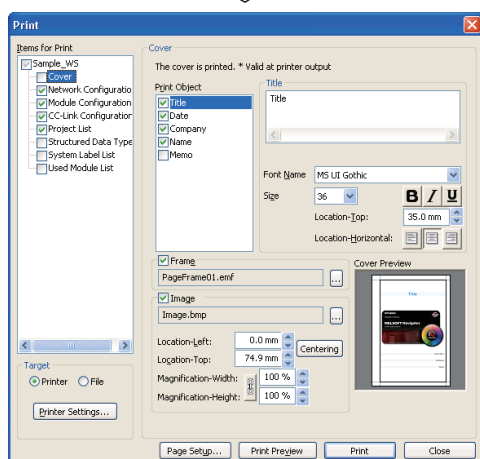 Print
Items for Print
Sample_WS
Cover
Network Configuratio
Module Configuration
CC-Link Configuration
Project List
Structured Data Type
System Label List
Used Module List
Target
Printer
File
Printer Settings...
Cover
The cover is printed. * Valid at printer output
Print Object
Title
Date
Company
Name
Memo
Title
Title
Font Name
MS UI Gothic
Size
36
B I U
Location-Top:
35.0 mm
Location-Horizontal:
Frame
PageFrame01.emf
...
Image
Image.bmp
...
Location-Left:
0.0 mm
Location-Top:
74.9 mm
Centering
Magnification-Width:
100 %
Magnification-Height:
100 %
Cover Preview
Title
MELSOFT Navigator
Page Setup...
Print Preview
Print
Close